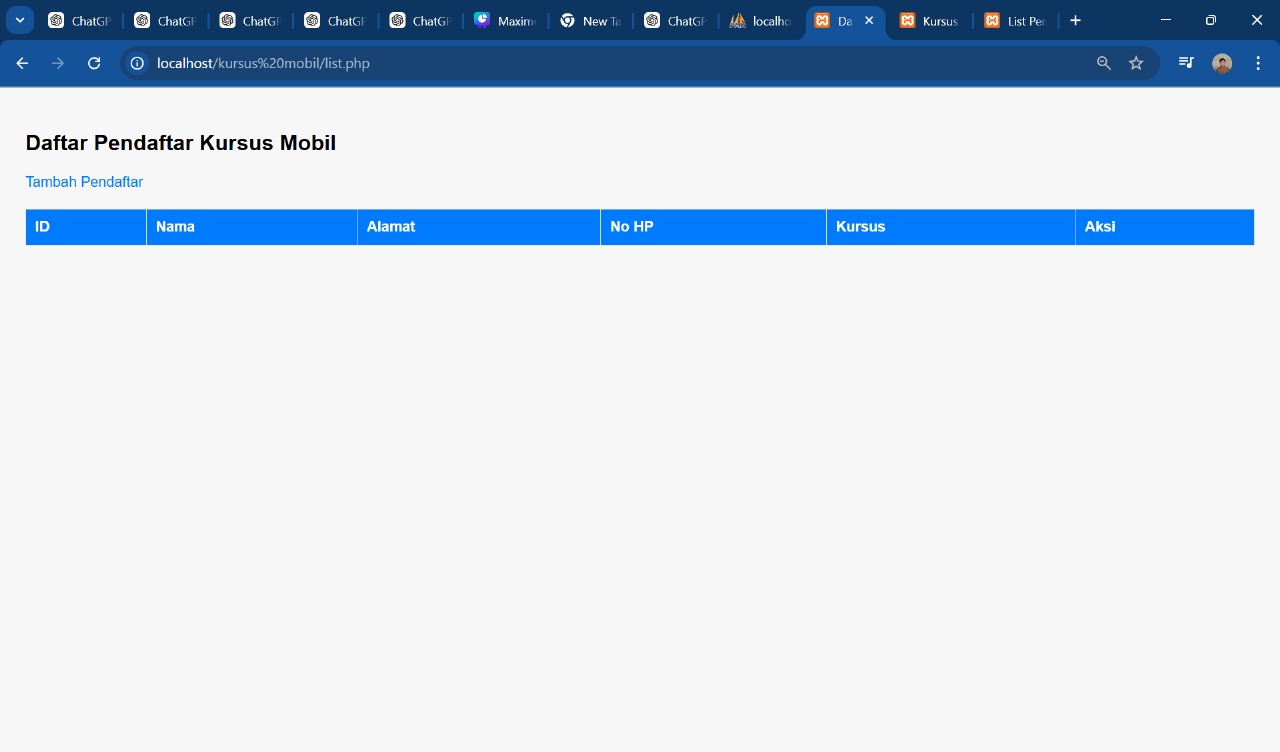 ChatGP ChatGP ChatGP ChatGP ChatGP Maxim New Ta ChatGP localho Da Kursus List Per
localhost/kursus%20mobil/list.php
Daftar Pendaftar Kursus Mobil
Tambah Pendaftar
ID Nama Alamat No HP Kursus Aksi